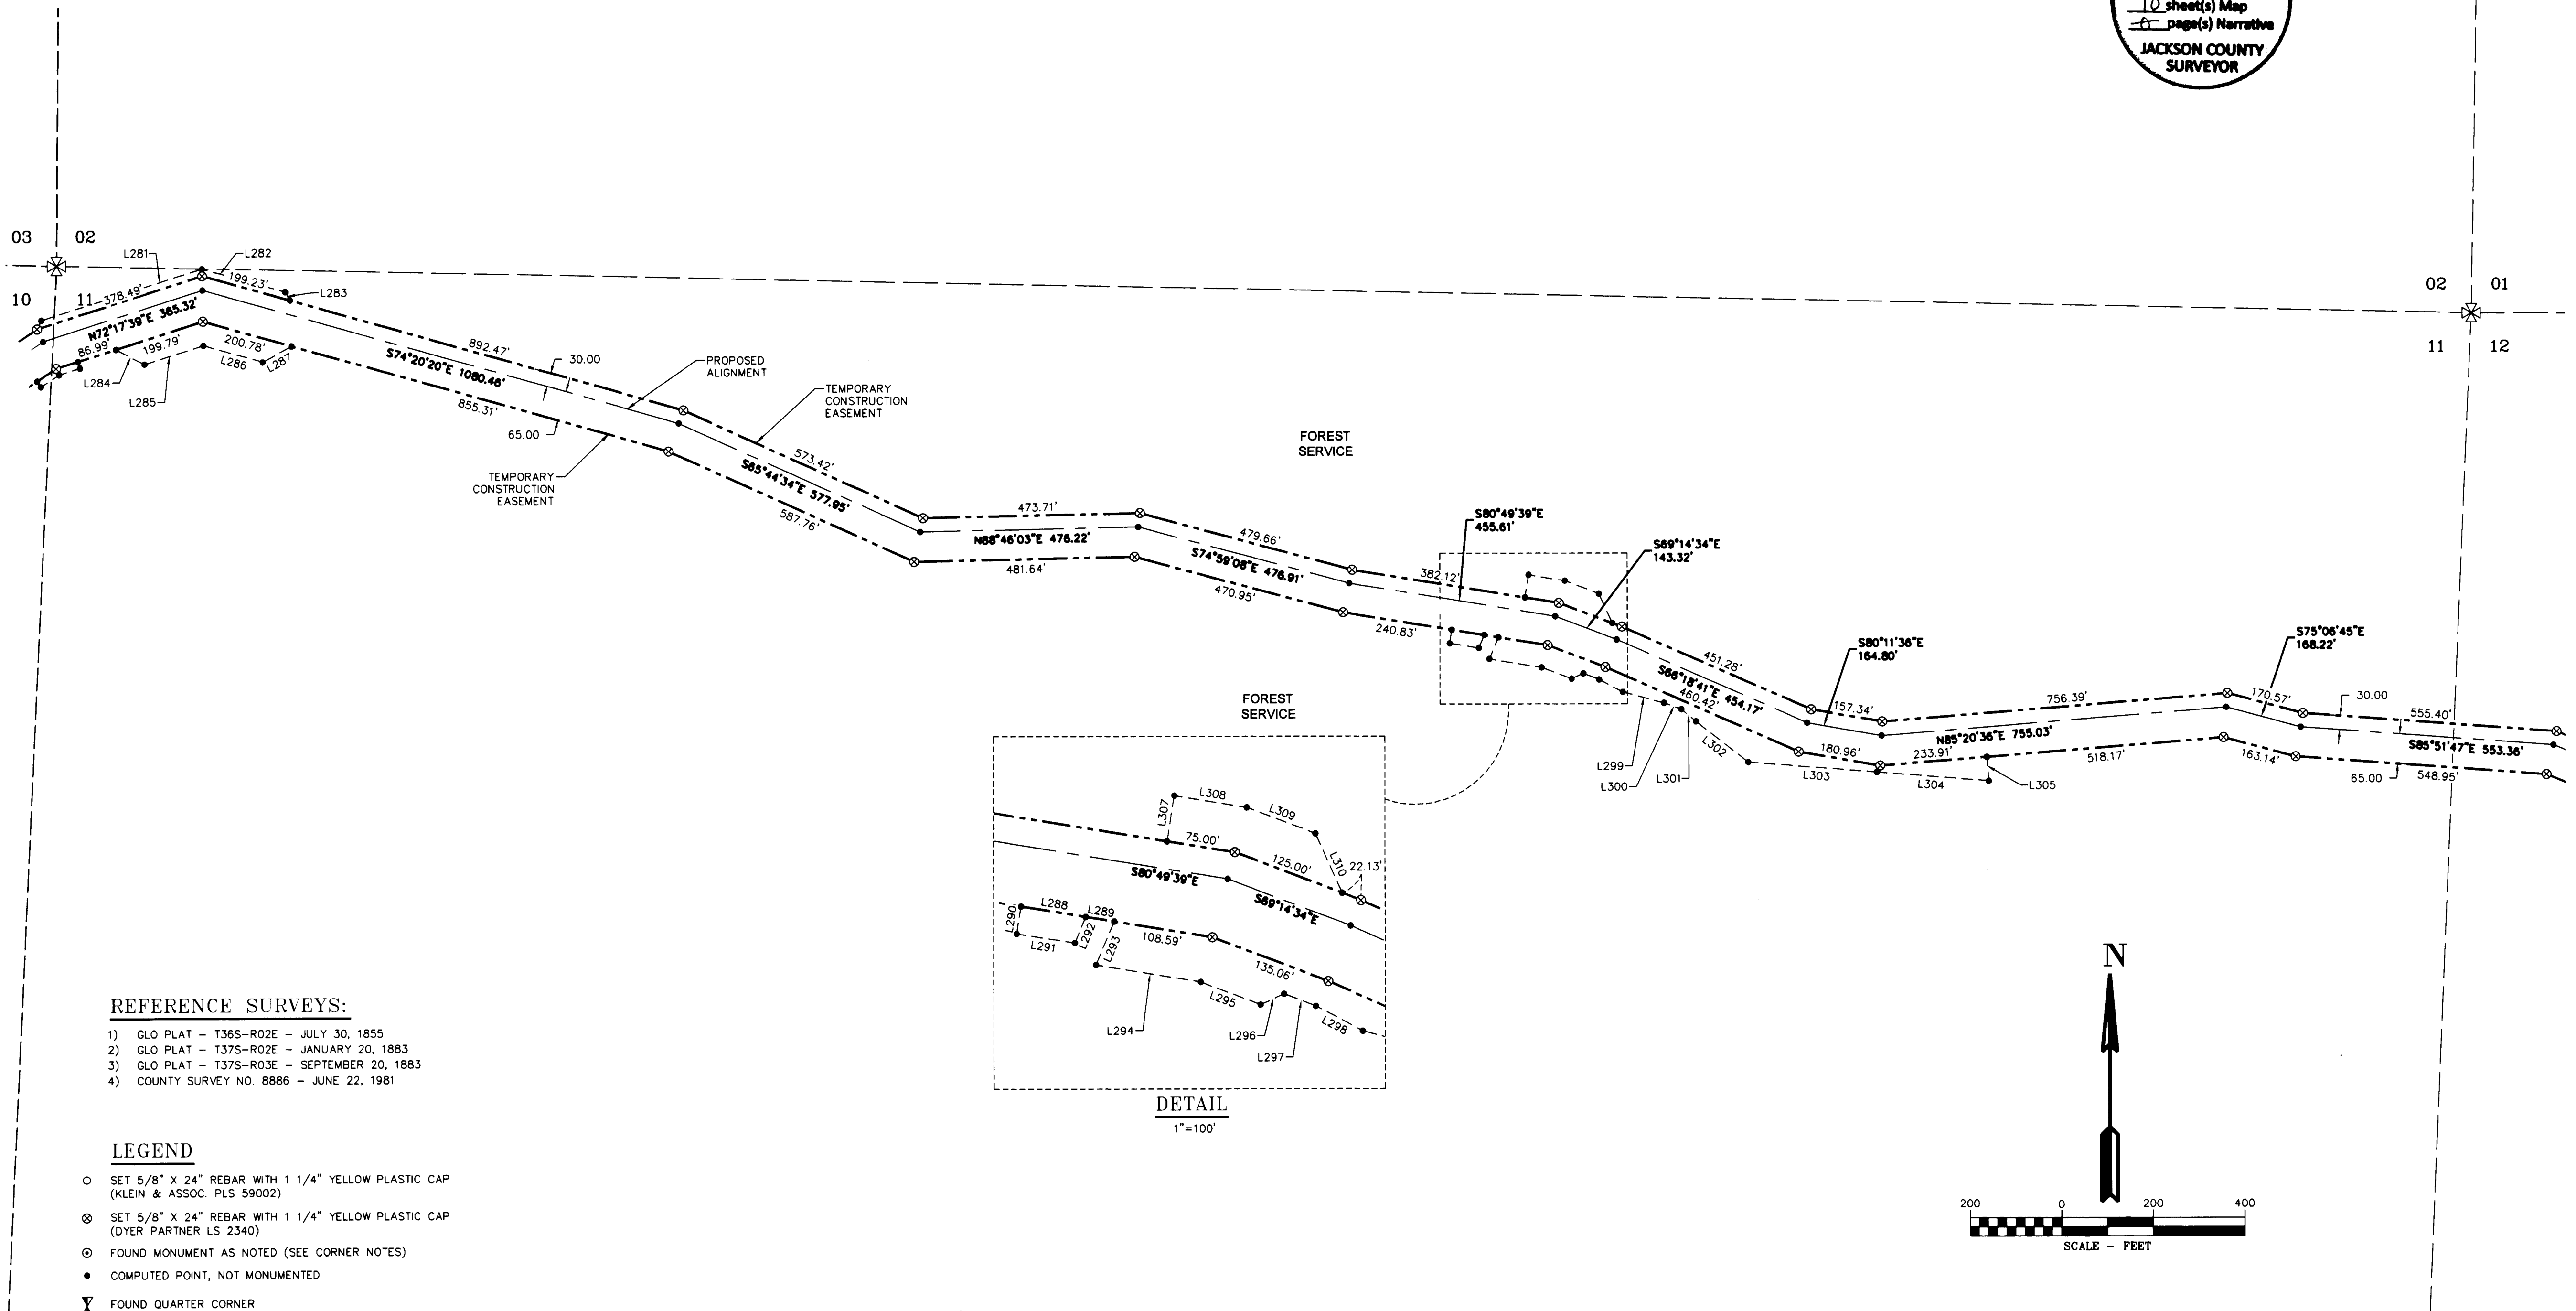 10 sheet(s) Map
0 page(s) Narrative
JACKSON COUNTY
SURVEYOR
03 02
10 11
02 01
11 12
L281
L282
L283
378.49'
199.23'
N72°17'39"E 365.32'
86.99'
199.79'
200.78'
L284
L285
L286
L287
892.47'
30.00
S74°20'20"E 1080.46'
855.31'
65.00
PROPOSED
ALIGNMENT
TEMPORARY
CONSTRUCTION
EASEMENT
TEMPORARY
CONSTRUCTION
EASEMENT
573.42'
S65°44'34"E 577.95'
587.76'
473.71'
N88°46'03"E 476.22'
481.64'
FOREST
SERVICE
479.66'
S74°59'08"E 476.91'
470.95'
S80°49'39"E
455.61'
382.12'
240.83'
S69°14'34"E
143.32'
451.28'
S66°18'41"E 454.17'
460.42'
L299
L300
L301
L302
L303
L304
L305
S80°11'36"E
164.80'
157.34'
180.96'
756.39'
N85°20'36"E 755.03'
233.91'
518.17'
S75°06'45"E
168.22'
170.57'
163.14'
30.00
555.40'
S85°51'47"E 553.36'
65.00
548.95'
FOREST
SERVICE
L307
L308
L309
L310
75.00'
125.00'
22.13'
S80°49'39"E
S69°14'34"E
L288
L289
L290
L291
L292
L293
108.59'
135.06'
L294
L295
L296
L297
L298
DETAIL
1"=100'
REFERENCE SURVEYS:
1) GLO PLAT - T36S-R02E - JULY 30, 1855
2) GLO PLAT - T37S-R02E - JANUARY 20, 1883
3) GLO PLAT - T37S-R03E - SEPTEMBER 20, 1883
4) COUNTY SURVEY NO. 8886 - JUNE 22, 1981
LEGEND
SET 5/8" X 24" REBAR WITH 1 1/4" YELLOW PLASTIC CAP
(KLEIN & ASSOC. PLS 59002)
SET 5/8" X 24" REBAR WITH 1 1/4" YELLOW PLASTIC CAP
(DYER PARTNER LS 2340)
FOUND MONUMENT AS NOTED (SEE CORNER NOTES)
COMPUTED POINT, NOT MONUMENTED
FOUND QUARTER CORNER
N
200 0 200 400
SCALE - FEET